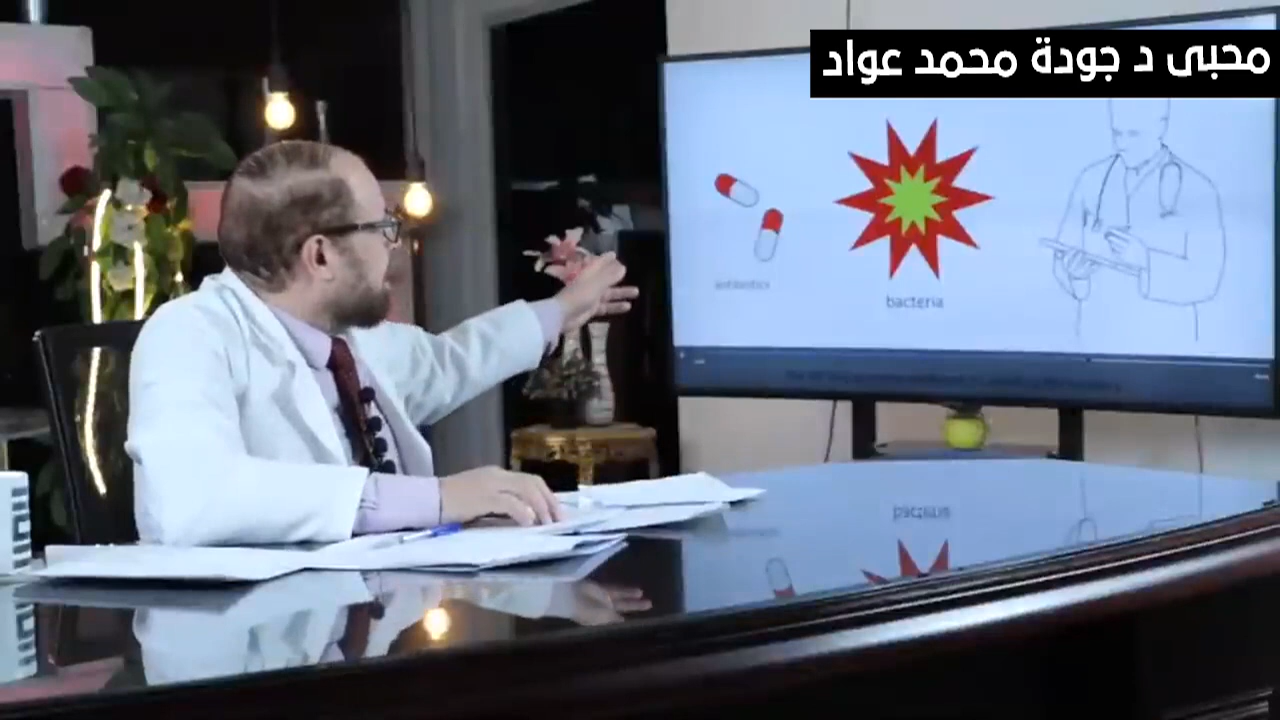 محبى د جودة محمد عواد
antibiotics
bacteria